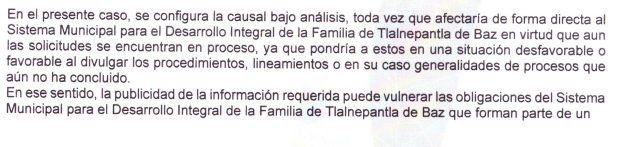 En el presente caso, se configura la causal bajo análisis, toda vez que afectaría de forma directa al
Sistema Municipal para el Desarrollo Integral de la Familia de Tlalnepantla de Baz en virtud que aun
las solicitudes se encuentran en proceso, ya que pondría a estos en una situación desfavorable o
favorable al divulgar los procedimientos, lineamientos o en su caso generalidades de procesos que
aún no ha concluido.
En ese sentido, la publicidad de la información requerida puede vulnerar las obligaciones del Sistema
Municipal para el Desarrollo Integral de la Familia de Tlalnepantla de Baz que forman parte de un